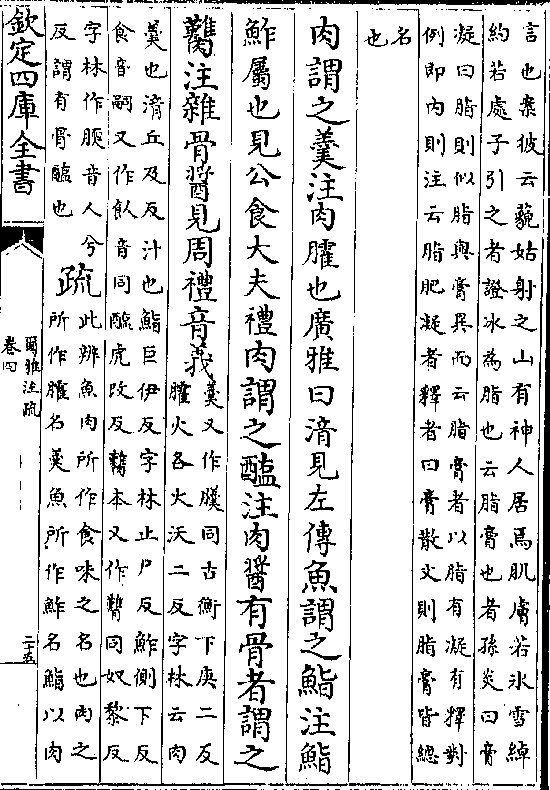 言也案彼云藐姑射之山有神人居焉肌膚若冰雪綽
約若處子引之者證冰為脂也云脂膏也者孫炎曰膏
凝曰脂則似脂與膏異而云脂膏者以脂有凝有釋對
例即内則注云脂肥凝者釋者曰膏散文則脂膏皆總
名
也
肉謂之羹注肉臛也廣雅曰湆見左傳魚謂之鮨注鮨
鮓屬也見公食大夫禮肉謂之醢注肉醬有骨者謂之
臡注雜骨醬見周禮音義
羹又作𩱧同古衡下庚二反
臛火各火沃二反字林云肉
羹也湆丘及反汁也鮨巨伊反字林止尸反鮓側下反
食音嗣又作飤音同醢虎改反臡本又作𦞦同奴黎反
字林作腝音人兮
反謂有骨醢也
疏
此辨魚肉所作食味之名也肉之
所作臛名羹魚所作鮓名鮨以肉
欽定四庫全書
爾雅注疏
卷四
二十五